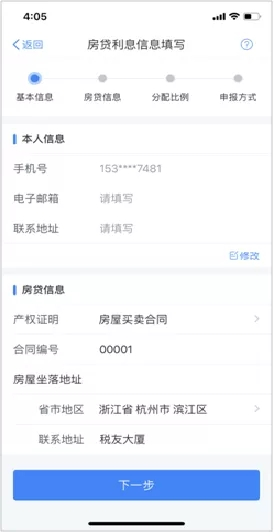 4:05
返回 房贷利息信息填写
基本信息 房贷信息 分配比例 申报方式
本人信息
手机号 153****7481
电子邮箱 请填写
联系地址 请填写
修改
房贷信息
产权证明 房屋买卖合同
合同编号 00001
房屋坐落地址
省市地区 浙江省 杭州市 滨江区
联系地址 税友大厦
下一步